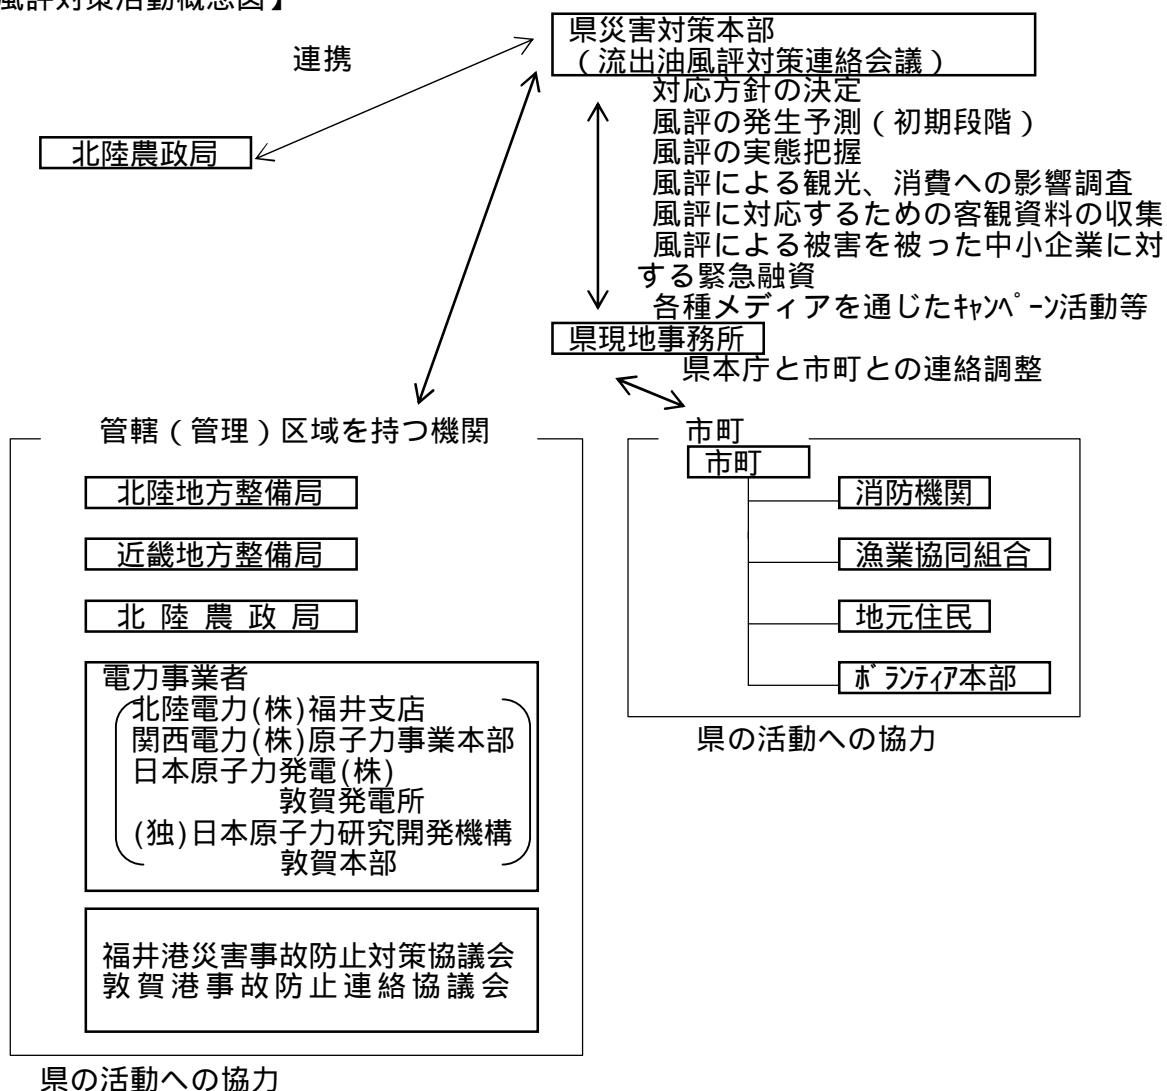 風評対策活動概念図】
県災害対策本部
（流出油風評対策連絡会議）
連携
対応方針の決定
風評の発生予測（初期段階）
北陸農政局
風評の実態把握
風評による観光、消費への影響調査
風評に対応するための客観資料の収集
風評による被害を被った中小企業に対
する緊急融資
各種メディアを通じたｷｬﾝﾍﾟｰﾝ活動等
県現地事務所
県本庁と市町との連絡調整
管轄（管理）区域を持つ機関
北陸地方整備局
近畿地方整備局
北 陸 農 政 局
電力事業者
北陸電力(株)福井支店
関西電力(株)原子力事業本部
日本原子力発電(株)
敦賀発電所
(独)日本原子力研究開発機構
敦賀本部
福井港災害事故防止対策協議会
敦賀港事故防止連絡協議会
県の活動への協力
市町
市町
消防機関
漁業協同組合
地元住民
ﾎﾞﾗﾝﾃｨｱ本部
県の活動への協力